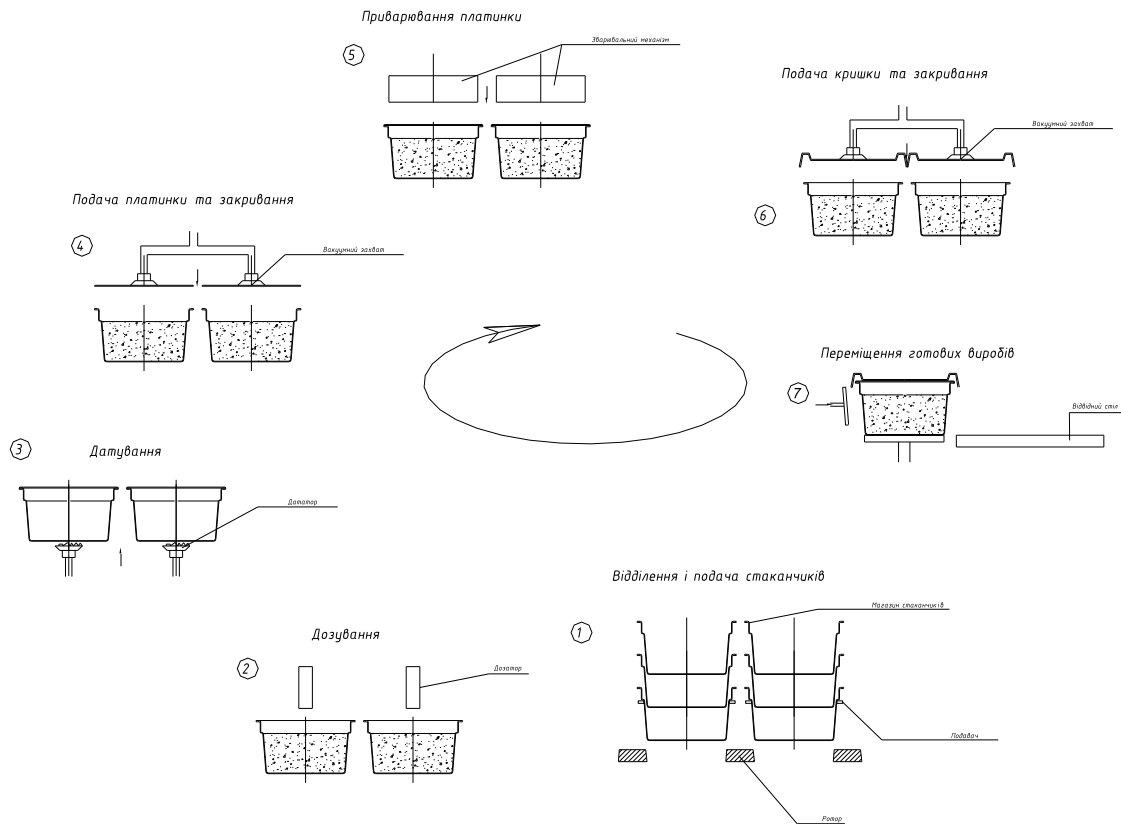 Приварювання платинки
5
Зварювальний механізм
Подача кришки та закривання
Вакуумний захват
6
Подача платинки та закривання
4
Вакуумний захват
Переміщення готових виробів
7
Відвідний стіл
3
Датування
Дататор
Відділення і подача стаканчиків
1
Магазин стаканчиків
Дозування
2
Дозатор
Подавач
Ротор